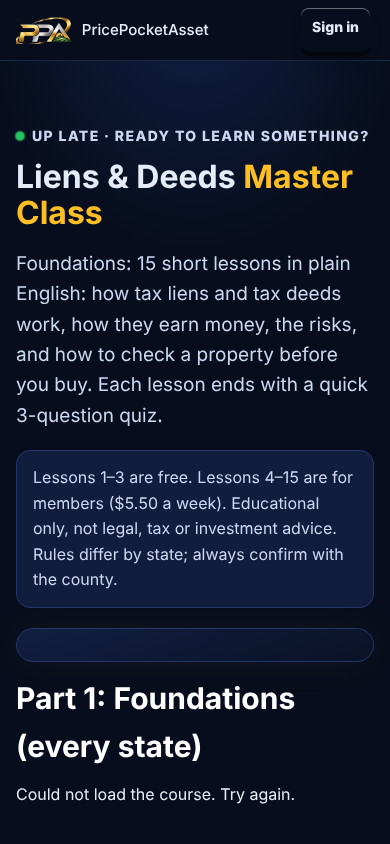 PPA PricePocketAsset Sign in
UP LATE · READY TO LEARN SOMETHING?
Liens & Deeds Master
Class
Foundations: 15 short lessons in plain
English: how tax liens and tax deeds
work, how they earn money, the risks,
and how to check a property before
you buy. Each lesson ends with a quick
3-question quiz.
Lessons 1–3 are free. Lessons 4–15 are for
members ($5.50 a week). Educational
only, not legal, tax or investment advice.
Rules differ by state; always confirm with
the county.
Part 1: Foundations
(every state)
Could not load the course. Try again.